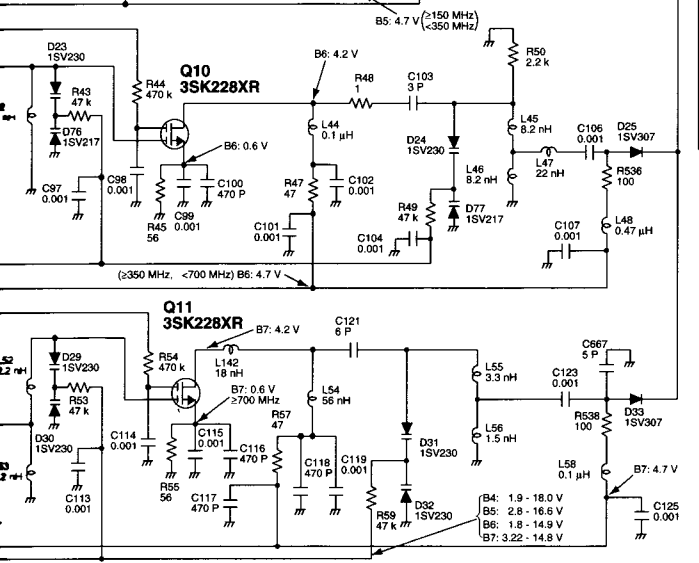 B5: 4.7 V (≥150 MHz)
<350 MHz)
D23
1SV230
R43
47 k
R44
470 k
Q10
3SK228XR
B6: 4.2 V
R48
1
C103
3 P
R50
2.2 k
L44
0.1 µH
D24
1SV230
L45
8.2 nH
C106
0.001
D25
1SV307
D76
1SV217
B6: 0.6 V
L46
8.2 nH
L47
22 nH
R536
100
C97
0.001
C98
0.001
R45
56
C99
0.001
C100
470 P
R47
47
C102
0.001
R49
47 k
D77
1SV217
C101
0.001
C104
0.001
C107
0.001
L48
0.47 µH
(≥350 MHz, <700 MHz) B6: 4.7 V
Q11
3SK228XR
B7: 4.2 V
C121
6 P
C667
5 P
D29
1SV230
R54
470 k
L142
18 nH
L55
3.3 nH
C123
0.001
2.2 nH
R53
47 k
B7: 0.6 V
≥700 MHz
L54
56 nH
R538
100
D33
1SV307
D30
1SV230
C114
0.001
C115
0.001
C116
470 P
R57
47
C118
470 P
C119
0.001
D31
1SV230
L56
1.5 nH
L58
0.1 µH
B7: 4.7 V
C113
0.001
R55
56
C117
470 P
R59
47 k
D32
1SV230
B4: 1.9 - 18.0 V
B5: 2.8 - 16.6 V
B6: 1.8 - 14.9 V
B7: 3.22 - 14.8 V
C125
0.001